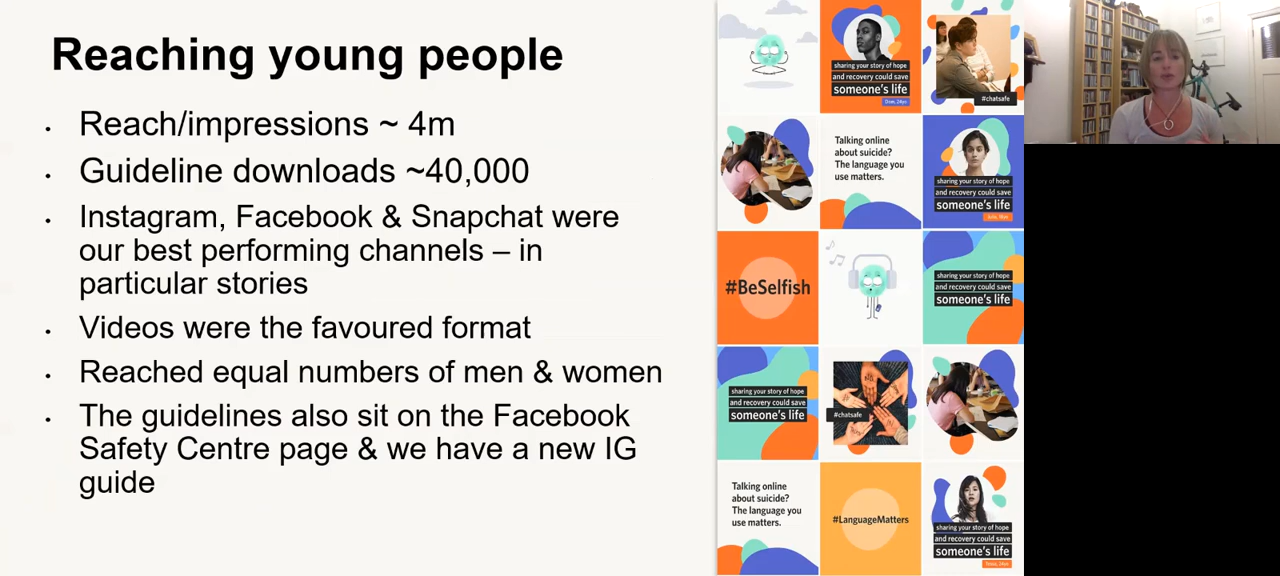 Reaching young people
• Reach/impressions ~ 4m
• Guideline downloads ~40,000
• Instagram, Facebook & Snapchat were
our best performing channels – in
particular stories
• Videos were the favoured format
• Reached equal numbers of men & women
• The guidelines also sit on the Facebook
Safety Centre page & we have a new IG
guide
sharing your story of hope
and recovery could save
someone's life
#chatsafe
Talking online
about suicide?
The language you
use matters.
sharing your story of hope
and recovery could save
someone's life
#BeSelfish
sharing your story of hope
and recovery could save
someone's life
sharing your story of hope
and recovery could save
someone's life
#chatsafe
Talking online
about suicide?
The language you
use matters.
#LanguageMatters
sharing your story of hope
and recovery could save
someone's life